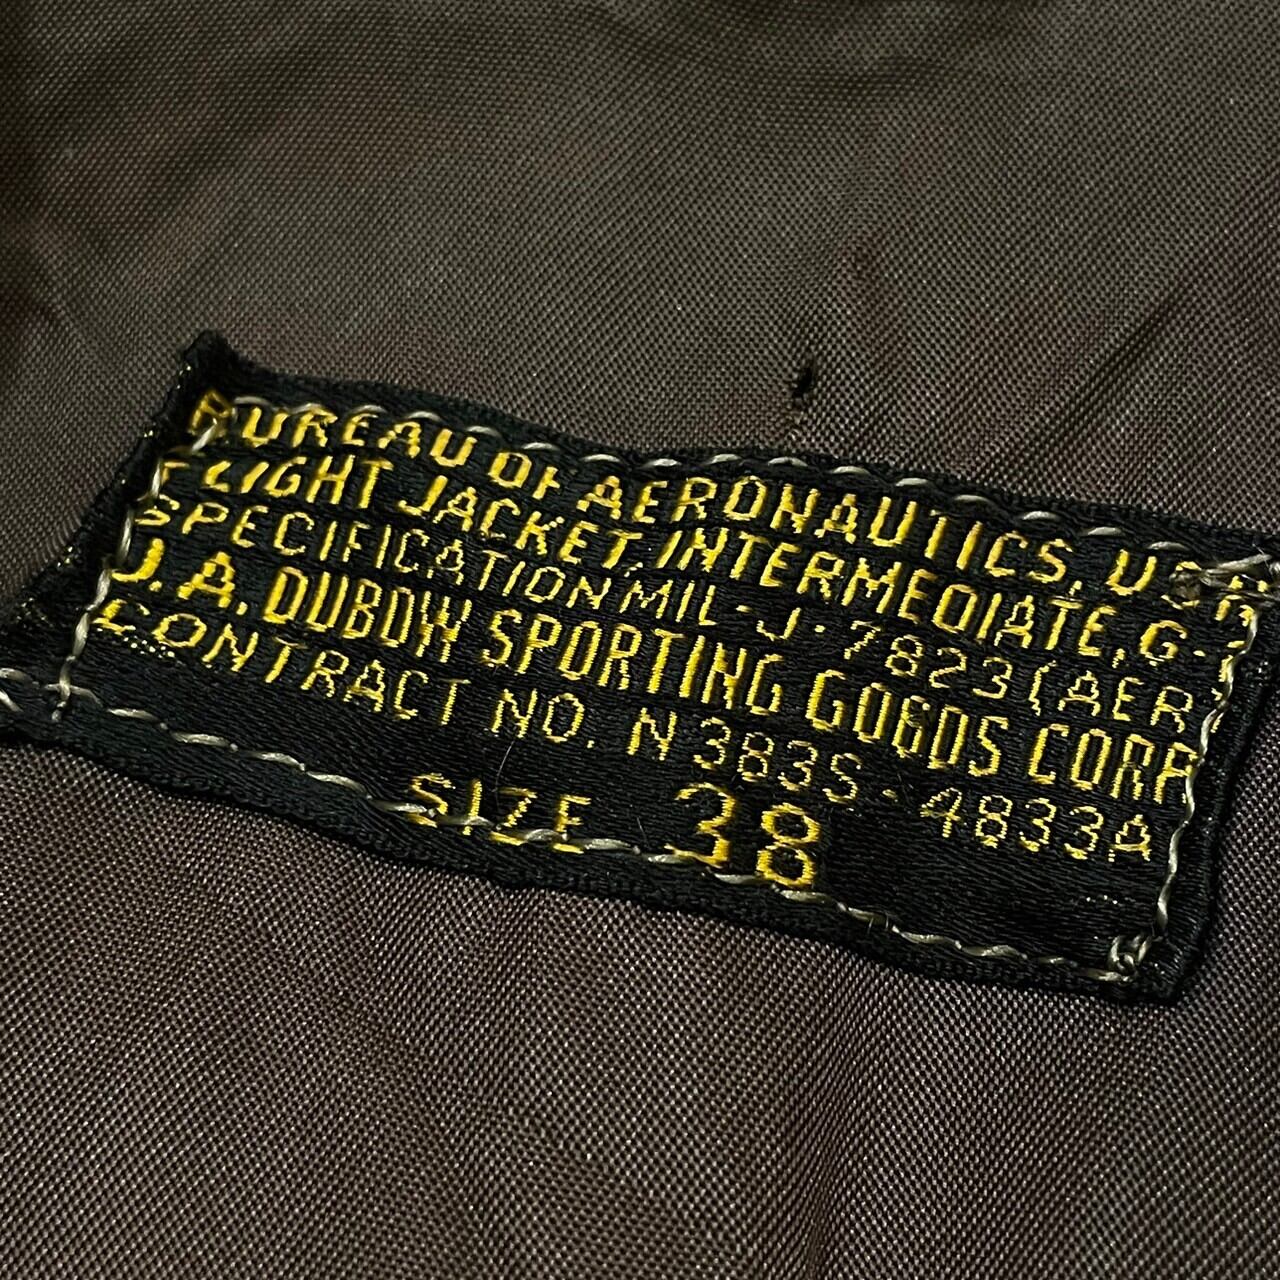 BUREAU OF AERONAUTICS, USN
FLIGHT JACKET, INTERMEDIATE, G-
SPECIFICATION MIL-J-7823(AER)
J.A. DUBOW SPORTING GOODS CORP
CONTRACT NO. N383S-4833A
SIZE 38